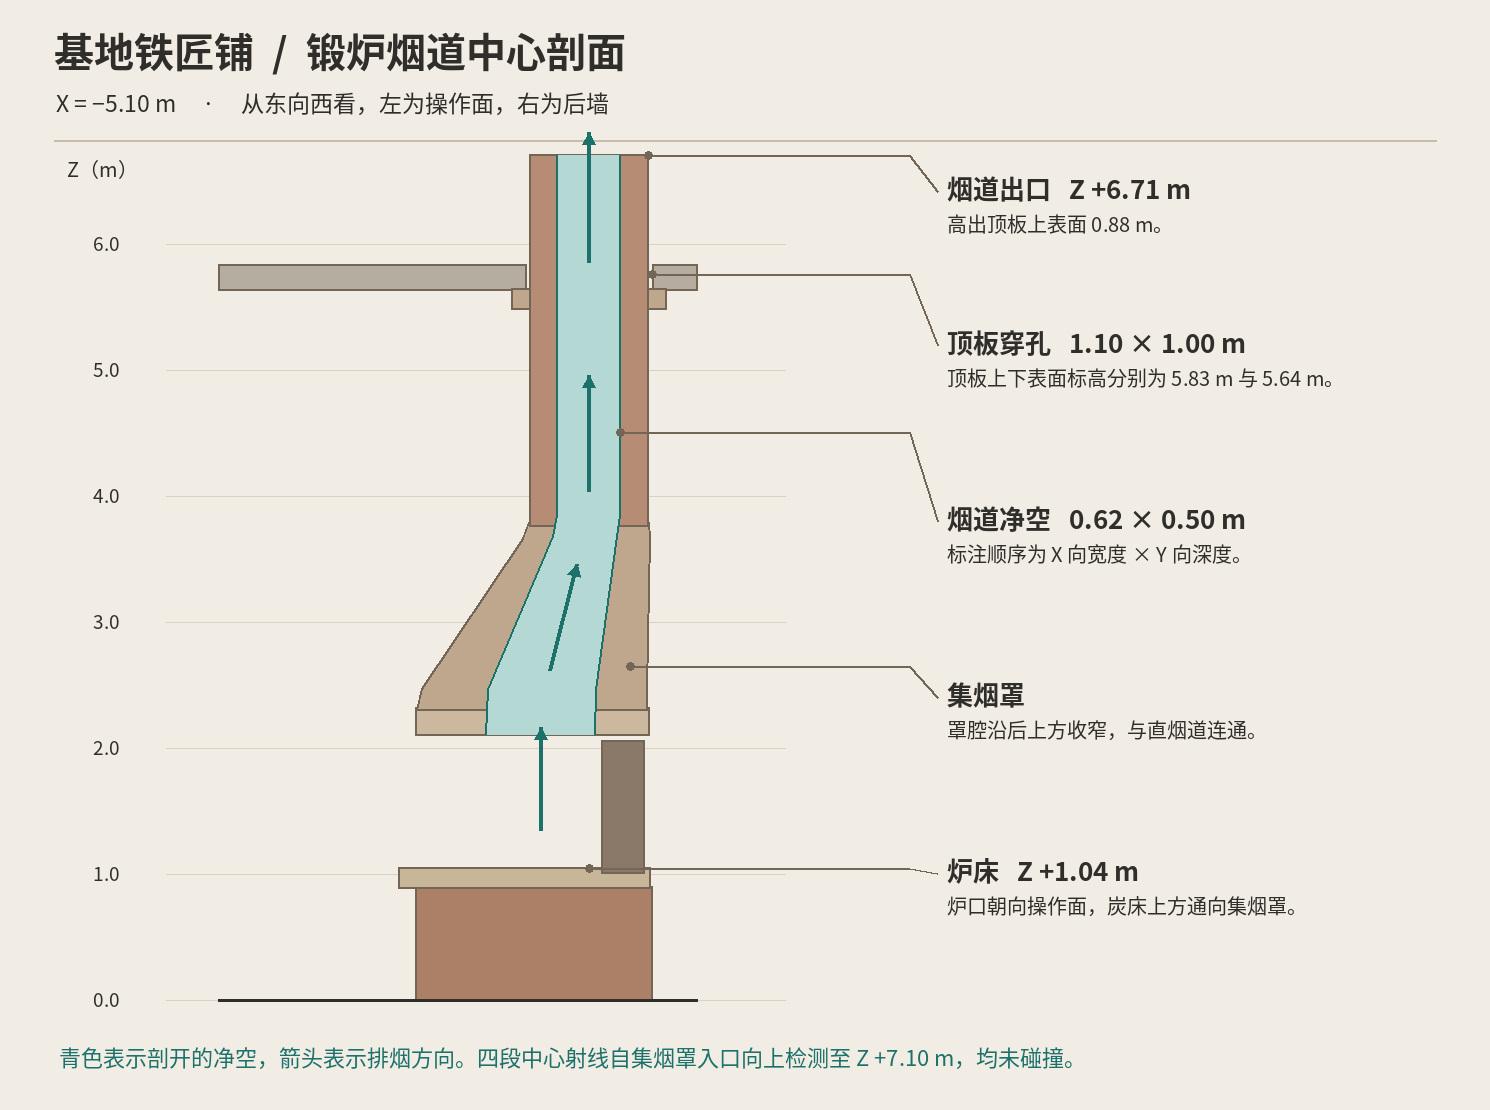 基地铁匠铺 / 锻炉烟道中心剖面
X = −5.10 m · 从东向西看，左为操作面，右为后墙
Z（m）
烟道出口 Z +6.71 m
高出顶板上表面 0.88 m。
6.0
顶板穿孔 1.10 × 1.00 m
顶板上下表面标高分别为 5.83 m 与 5.64 m。
5.0
4.0
烟道净空 0.62 × 0.50 m
标注顺序为 X 向宽度 × Y 向深度。
3.0
集烟罩
罩腔沿后上方收窄，与直烟道连通。
2.0
1.0
炉床 Z +1.04 m
炉口朝向操作面，炭床上方通向集烟罩。
0.0
青色表示剖开的净空，箭头表示排烟方向。四段中心射线自集烟罩入口向上检测至 Z +7.10 m，均未碰撞。